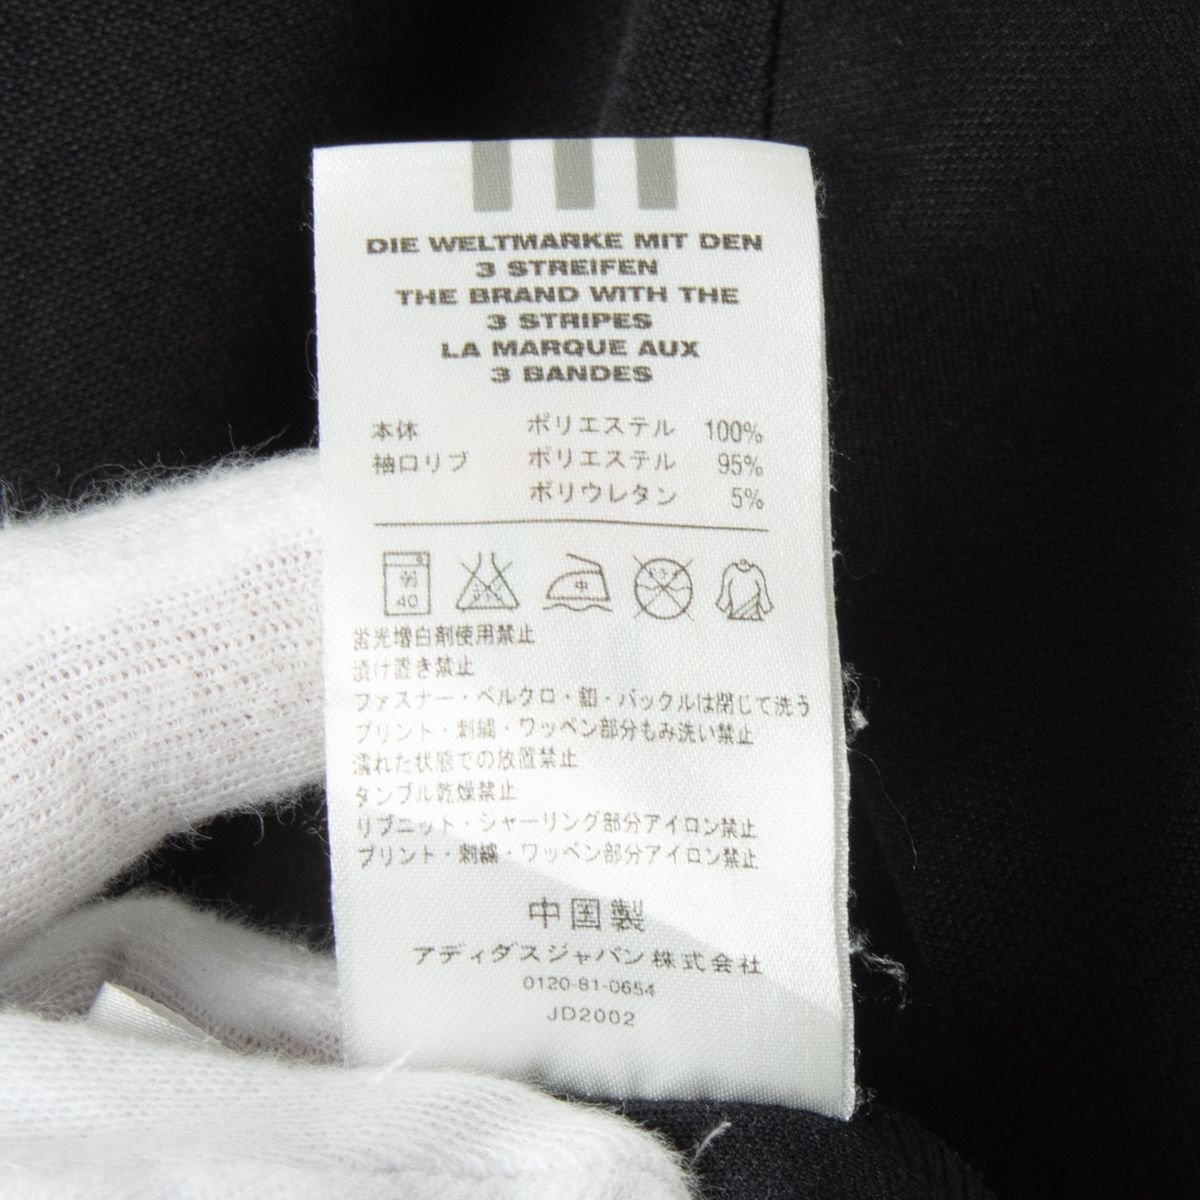 DIE WELTMARKE MIT DEN
3 STREIFEN
THE BRAND WITH THE
3 STRIPES
LA MARQUE AUX
3 BANDES
本体 ポリエステル 100%
袖口リブ ポリエステル 95%
ポリウレタン 5%
弱 40 中
蛍光増白剤使用禁止
漬け置き禁止
ファスナー・ベルクロ・釦・バックルは閉じて洗う
プリント・刺繍・ワッペン部分もみ洗い禁止
濡れた状態での放置禁止
タンブル乾燥禁止
リブニット・シャーリング部分アイロン禁止
プリント・刺繍・ワッペン部分アイロン禁止
中国製
アディダスジャパン株式会社
0120-81-0654
JD2002